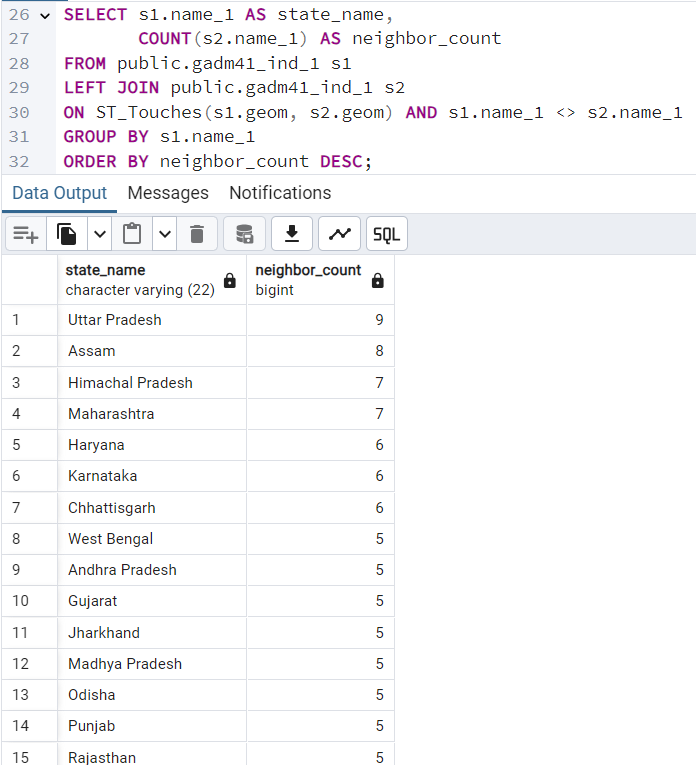 26 SELECT s1.name_1 AS state_name,
27 COUNT(s2.name_1) AS neighbor_count
28 FROM public.gadm41_ind_1 s1
29 LEFT JOIN public.gadm41_ind_1 s2
30 ON ST_Touches(s1.geom, s2.geom) AND s1.name_1 <> s2.name_1
31 GROUP BY s1.name_1
32 ORDER BY neighbor_count DESC;
Data Output Messages Notifications
SQL
state_name neighbor_count
character varying (22) bigint
1 Uttar Pradesh 9
2 Assam 8
3 Himachal Pradesh 7
4 Maharashtra 7
5 Haryana 6
6 Karnataka 6
7 Chhattisgarh 6
8 West Bengal 5
9 Andhra Pradesh 5
10 Gujarat 5
11 Jharkhand 5
12 Madhya Pradesh 5
13 Odisha 5
14 Punjab 5
15 Rajasthan 5